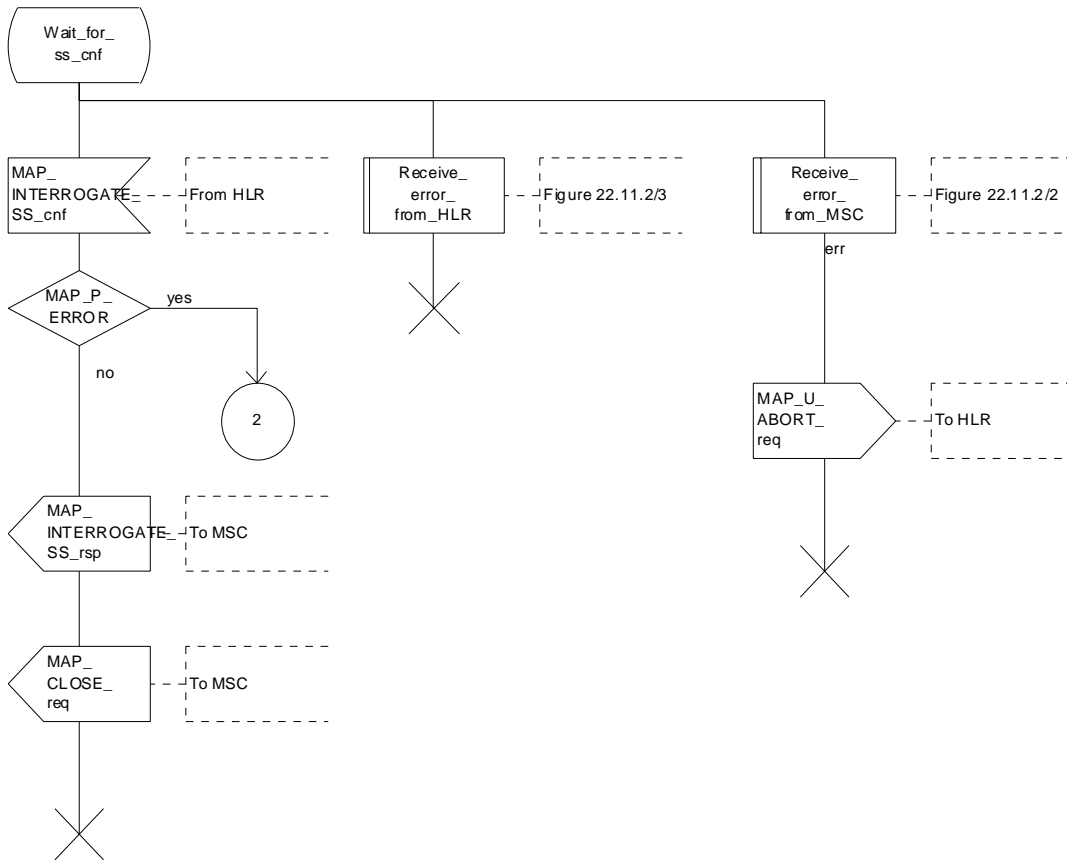 Wait_for_
ss_cnf
MAP_
INTERROGATE_
SS_cnf
From HLR
Receive_
error_
from_HLR
Figure 22.11.2/3
Receive_
error_
from_MSC
Figure 22.11.2/2
err
MAP_P_
ERROR
yes
no
2
MAP_U_
ABORT_
req
To HLR
MAP_
INTERROGATE_
SS_rsp
To MSC
MAP_
CLOSE_
req
To MSC